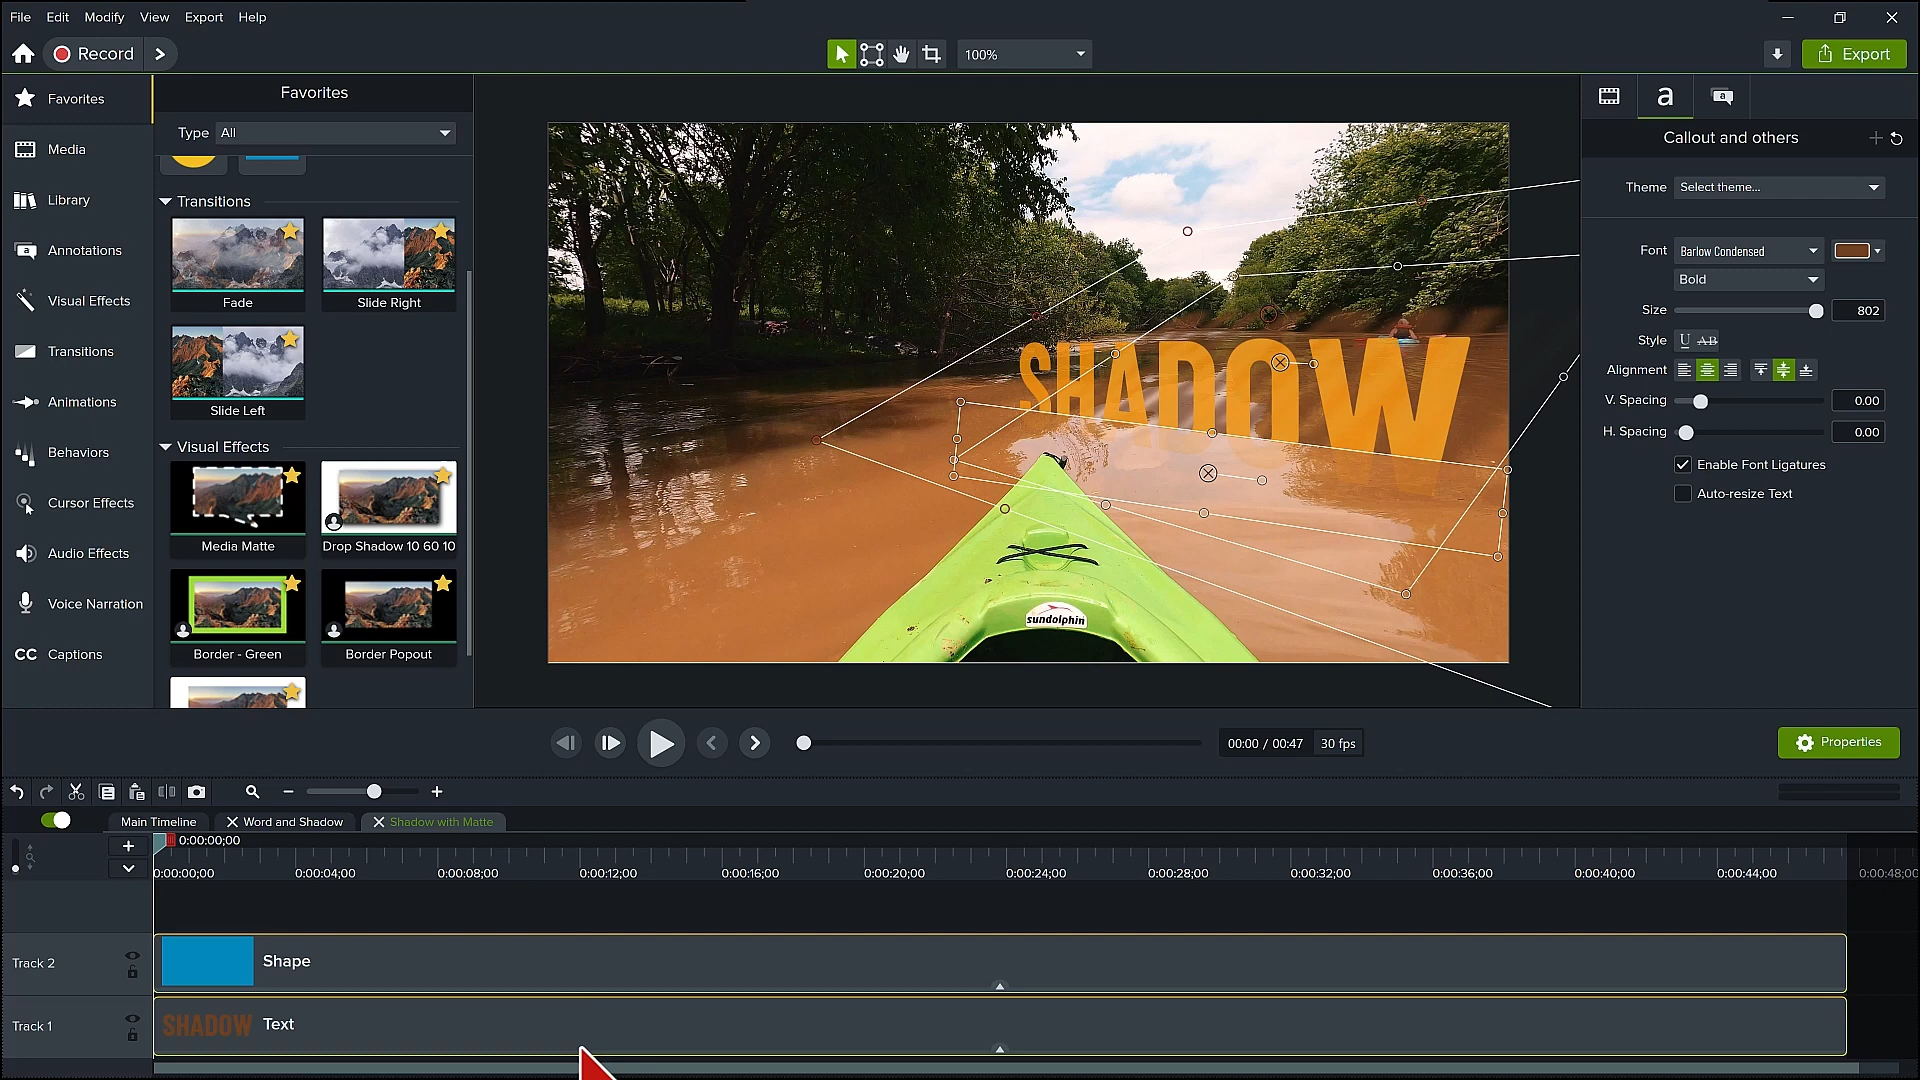 File Edit Modify View Export Help
Record 100% Export
Favorites
Media
Library
Annotations
Visual Effects
Transitions
Animations
Behaviors
Cursor Effects
Audio Effects
Voice Narration
CC Captions
Favorites
Type All
Transitions
Fade Slide Right
Slide Left
Visual Effects
Media Matte Drop Shadow 10 60 10
Border - Green Border Popout
SHADOW
sundolphin
a
Callout and others
Theme Select theme...
Font Barlow Condensed
Bold
Size 802
Style U AB
Alignment
V. Spacing 0.00
H. Spacing 0.00
Enable Font Ligatures
Auto-resize Text
00:00 / 00:47 30 fps
Properties
Main Timeline Word and Shadow Shadow with Matte
0:00:00;00
0:00:00;00 0:00:04;00 0:00:08;00 0:00:12;00 0:00:16;00 0:00:20;00 0:00:24;00 0:00:28;00 0:00:32;00 0:00:36;00 0:00:40;00 0:00:44;00 0:00:48;00
Track 2 Shape
Track 1 SHADOW Text